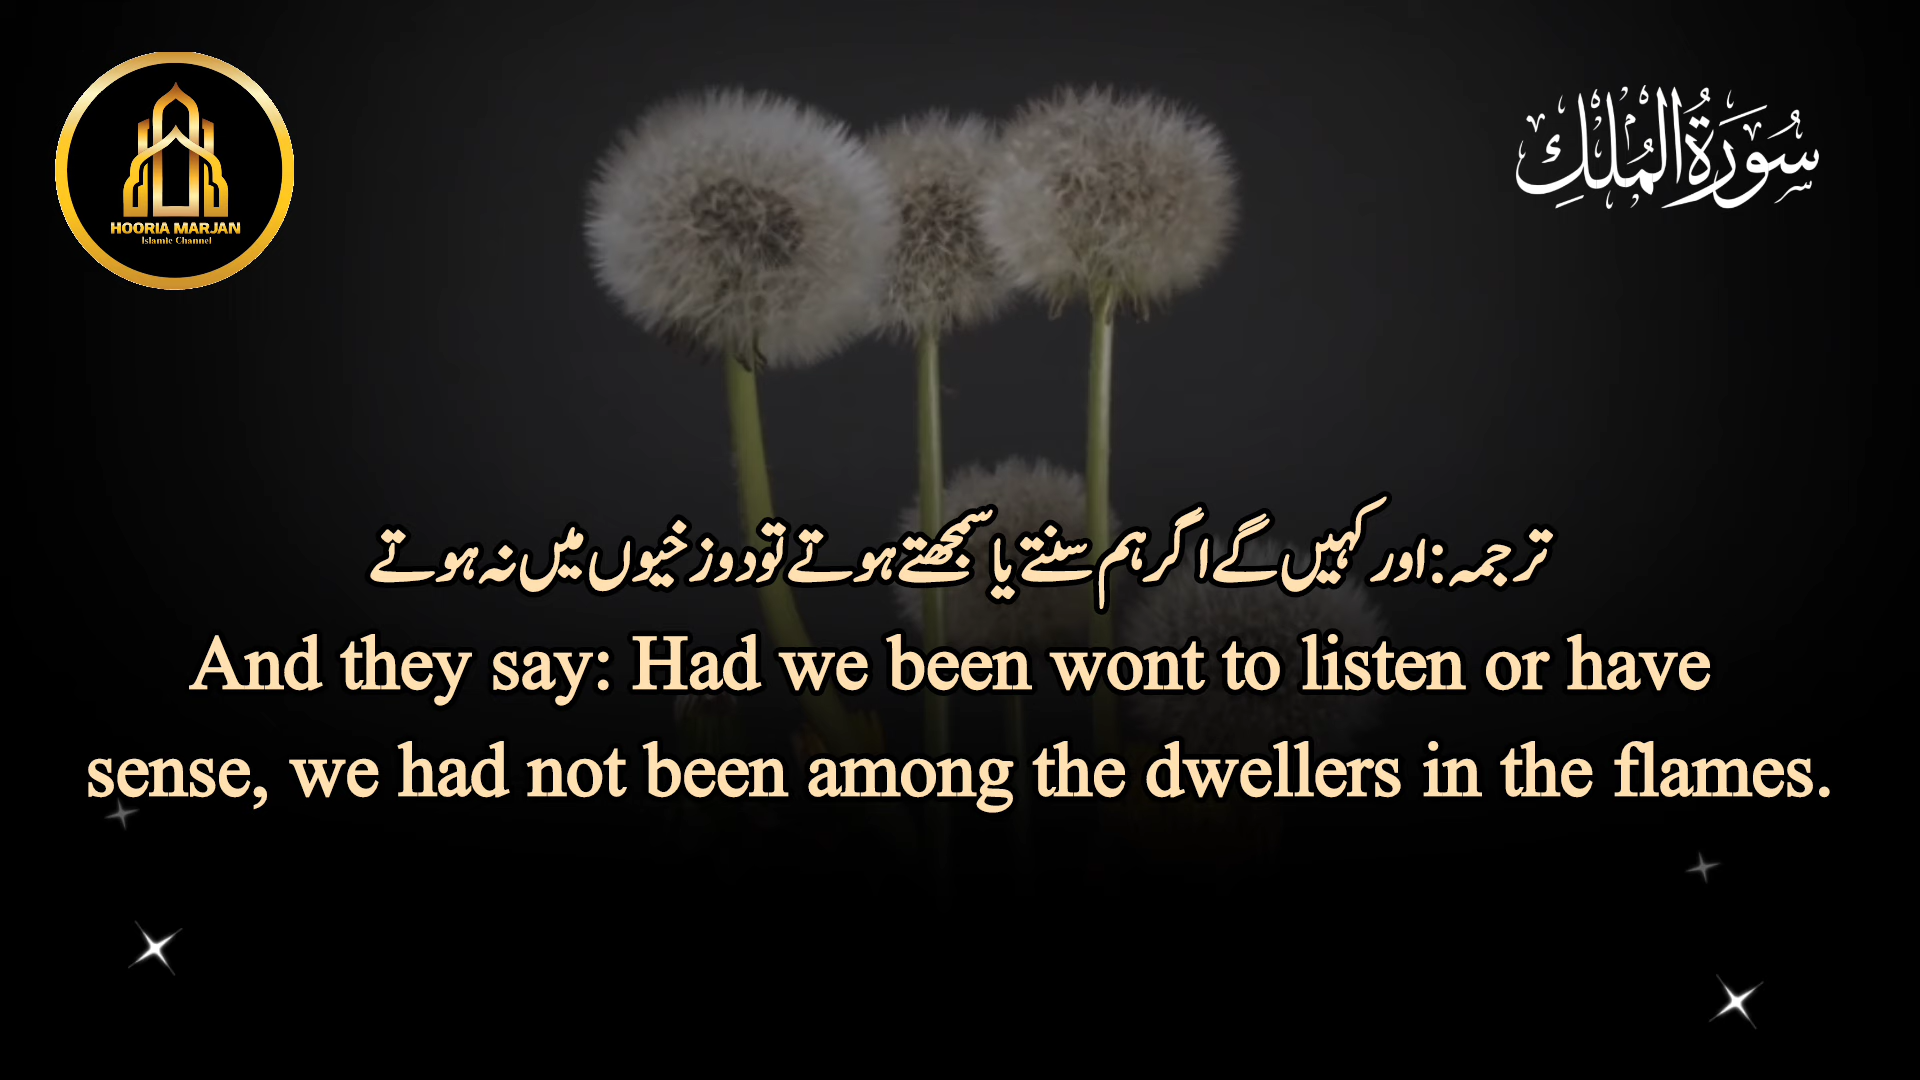 HOORIA MARJAN
Islamic Channel
سُورَةُ الْمُلْكِ
ترجمہ: اور کہیں گے اگر ہم سنتے یا سمجھتے ہوتے تو دوزخیوں میں نہ ہوتے
And they say: Had we been wont to listen or have
sense, we had not been among the dwellers in the flames.